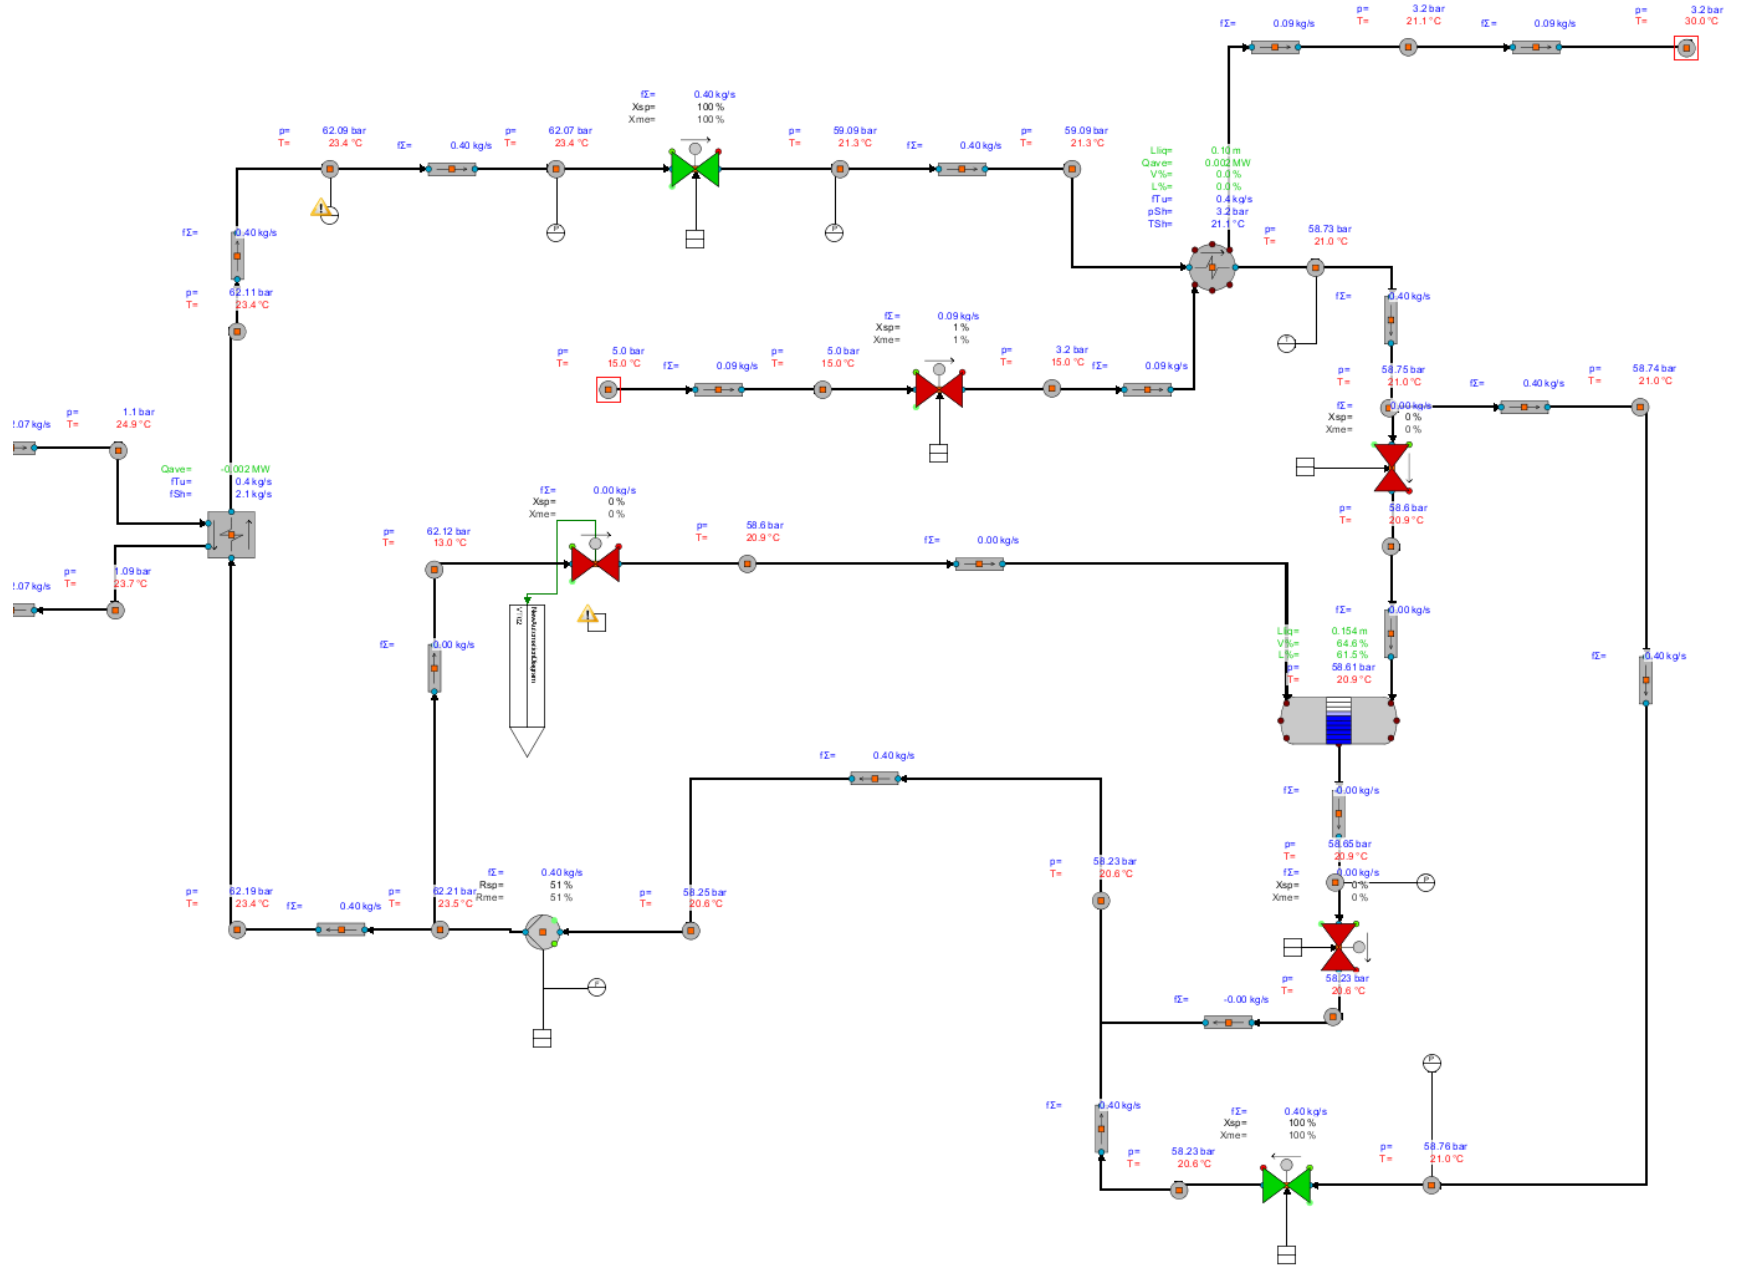 p= 3.2 bar
T= 21.1 °C
3.2 bar
T= 30.0 °C
fΣ= 0.09 kg/s
fΣ= 0.09 kg/s
fΣ= 0.40 kg/s
Xsp= 100 %
Xme= 100 %
p= 62.09 bar
T= 23.4 °C
fΣ= 0.40 kg/s
p= 62.07 bar
T= 23.4 °C
p= 59.09 bar
T= 21.3 °C
fΣ= 0.40 kg/s
p= 59.09 bar
T= 21.3 °C
Lliq= 0.10 m
Qave= 0.002 MW
V%= 0.0 %
L%= 0.0 %
fTu= 0.4 kg/s
pSh= 3.2 bar
TSh= 21.1 °C
fΣ= 0.40 kg/s
P
P
p= 58.73 bar
T= 21.0 °C
p= 62.11 bar
T= 23.4 °C
fΣ= 0.40 kg/s
fΣ= 0.09 kg/s
Xsp= 1 %
Xme= 1 %
T
p= 5.0 bar
T= 15.0 °C
fΣ= 0.09 kg/s
p= 5.0 bar
T= 15.0 °C
p= 3.2 bar
T= 15.0 °C
fΣ= 0.09 kg/s
p= 58.75 bar
T= 21.0 °C
fΣ= 0.40 kg/s
p= 58.74 bar
T= 21.0 °C
fΣ= 0.00 kg/s
Xsp= 0 %
Xme= 0 %
p= 1.1 bar
T= 24.9 °C
2.07 kg/s
Qave= -0.002 MW
fTu= 0.4 kg/s
fSh= 2.1 kg/s
fΣ= 0.00 kg/s
Xsp= 0 %
Xme= 0 %
p= 58.6 bar
T= 20.9 °C
p= 62.12 bar
T= 13.0 °C
p= 58.6 bar
T= 20.9 °C
fΣ= 0.00 kg/s
p= 1.09 bar
T= 23.7 °C
2.07 kg/s
fΣ= 0.00 kg/s
fΣ= 0.00 kg/s
Lliq= 0.154 m
V%= 64.6 %
L%= 61.5 %
p= 58.61 bar
T= 20.9 °C
fΣ= 0.40 kg/s
fΣ= 0.40 kg/s
fΣ= -0.00 kg/s
p= 58.65 bar
T= 20.9 °C
fΣ= 0.00 kg/s
Xsp= 0 %
Xme= 0 %
P
p= 58.23 bar
T= 20.6 °C
fΣ= 0.40 kg/s
Rsp= 51 %
Rme= 51 %
p= 62.19 bar
T= 23.4 °C
fΣ= 0.40 kg/s
p= 62.21 bar
T= 23.5 °C
p= 58.25 bar
T= 20.6 °C
F
p= 58.23 bar
T= 20.6 °C
fΣ= -0.00 kg/s
P
fΣ= 0.40 kg/s
fΣ= 0.40 kg/s
Xsp= 100 %
Xme= 100 %
p= 58.23 bar
T= 20.6 °C
p= 58.76 bar
T= 21.0 °C